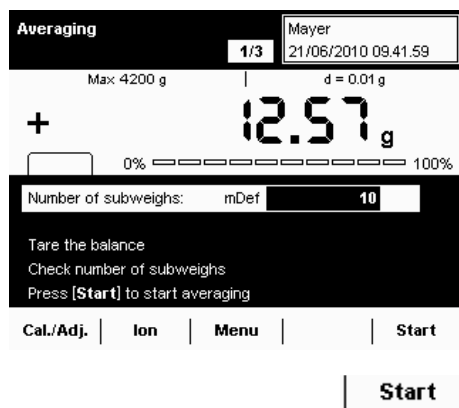 Averaging
1/3
Mayer
21/06/2010 09.41.59
Max 4200 g
d = 0.01 g
+ 12.57 g
0% 100%
Number of subweighs: mDef 10
Tare the balance
Check number of subweighs
Press [Start] to start averaging
Cal./Adj. Ion Menu Start
Start